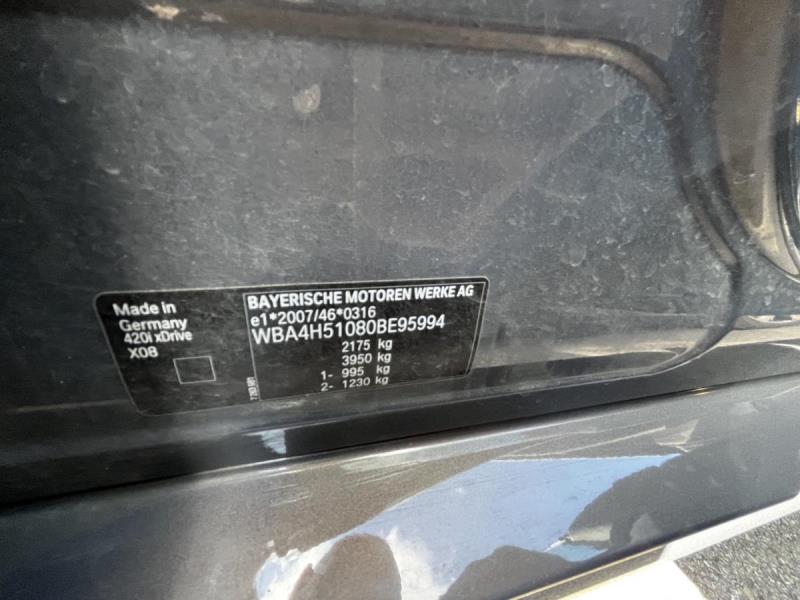 Made in
Germany
420i xDrive
X08
BAYERISCHE MOTOREN WERKE AG
e1*2007/46*0316
WBA4H51080BE95994
2175 kg
3950 kg
1- 995 kg
2- 1230 kg